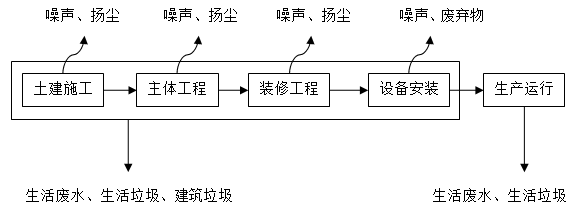 噪声、扬尘
噪声、扬尘
噪声、扬尘
噪声、废弃物
土建施工
主体工程
装修工程
设备安装
生产运行
生活废水、生活垃圾、建筑垃圾
生活废水、生活垃圾